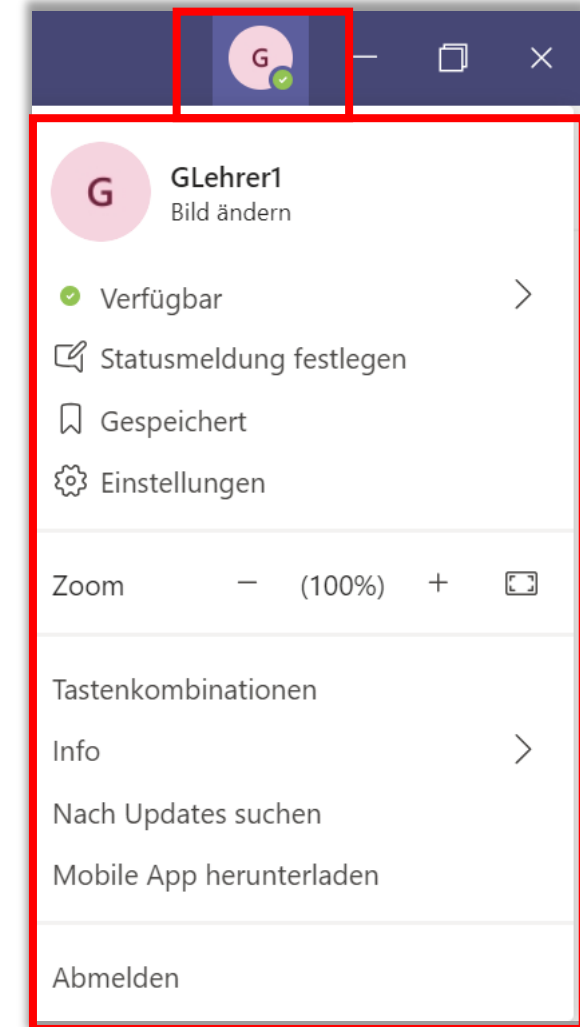 G
G
GLehrer1
Bild ändern
Verfügbar
Statusmeldung festlegen
Gespeichert
Einstellungen
Zoom − (100%) +
Tastenkombinationen
Info
Nach Updates suchen
Mobile App herunterladen
Abmelden